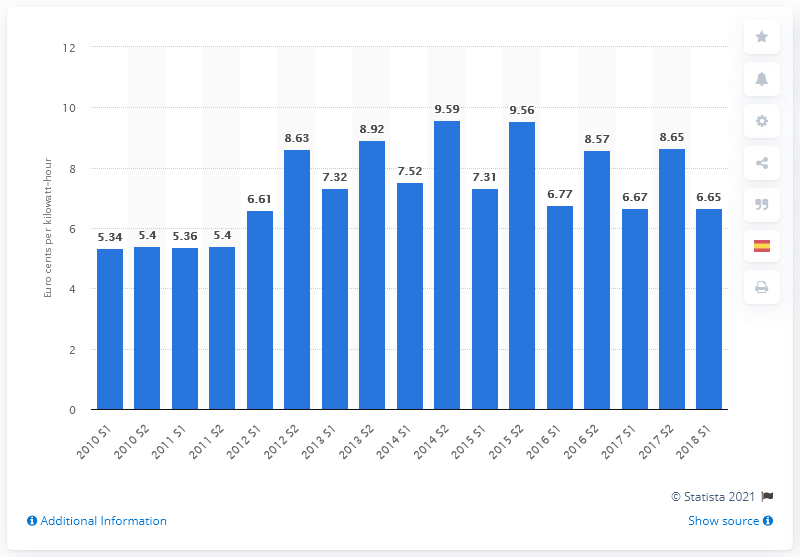 Euro cents per kilowatt-hour
12
10
8
6
4
2
0
5.34
5.4
5.36
5.4
6.61
8.63
7.32
8.92
7.52
9.59
7.31
9.56
6.77
8.57
6.67
8.65
6.65
2010 S1
2010 S2
2011 S1
2011 S2
2012 S1
2012 S2
2013 S1
2013 S2
2014 S1
2014 S2
2015 S1
2015 S2
2016 S1
2016 S2
2017 S1
2017 S2
2018 S1
© Statista 2021
Additional Information
Show source